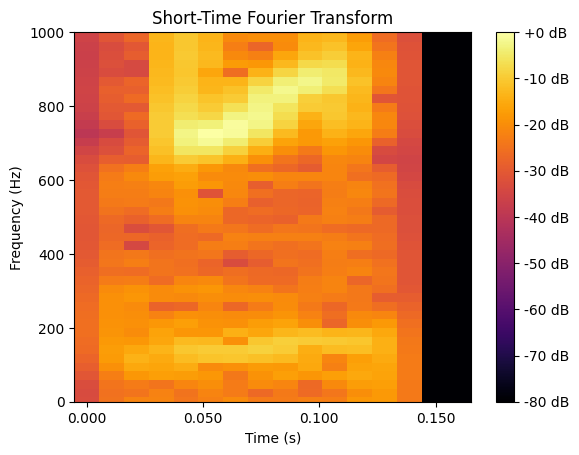 Short-Time Fourier Transform
1000
800
600
400
200
0
Frequency (Hz)
0.000
0.050
0.100
0.150
Time (s)
+0 dB
-10 dB
-20 dB
-30 dB
-40 dB
-50 dB
-60 dB
-70 dB
-80 dB